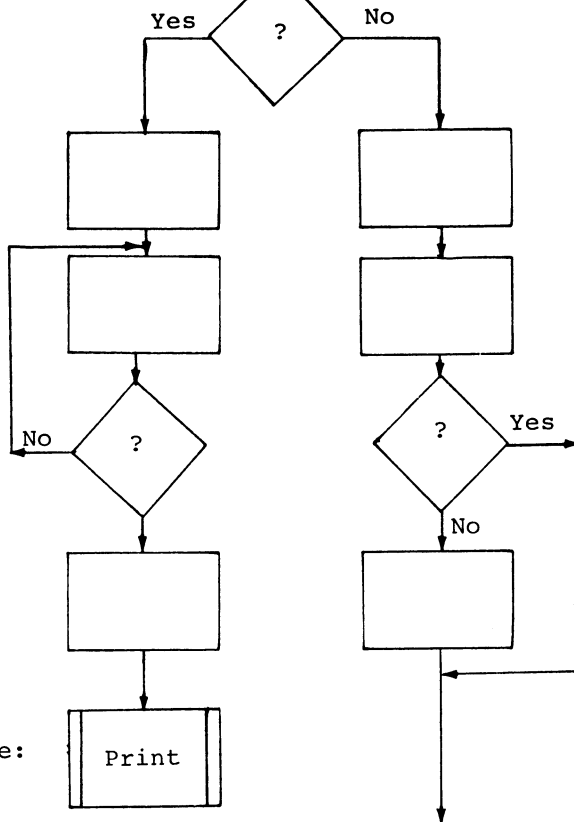 Yes ? No
? ? Yes
No
No
e: Print